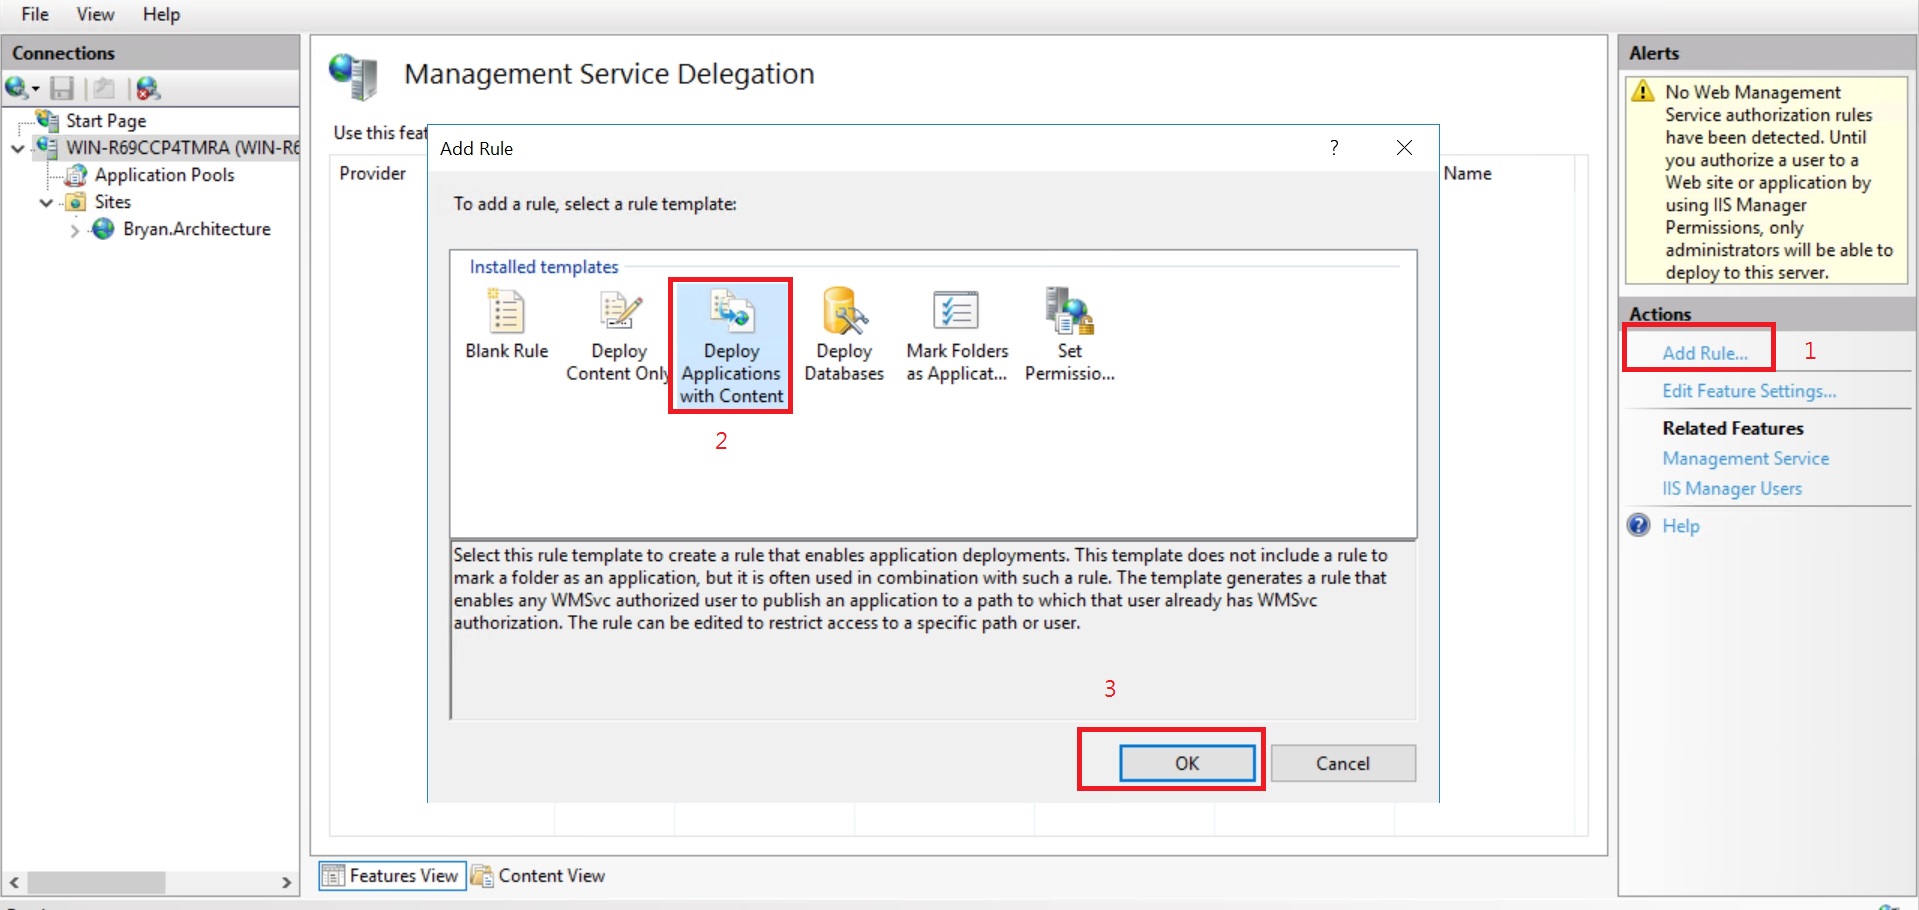 File View Help
Connections
Start Page
WIN-R69CCP4TMRA (WIN-R6
Application Pools
Sites
Bryan.Architecture
Management Service Delegation
Use this feat
Provider
Name
Add Rule
?
To add a rule, select a rule template:
Installed templates
Blank Rule
Deploy
Content Only
Deploy
Applications
with Content
Deploy
Databases
Mark Folders
as Applicat...
Set
Permissio...
2
Select this rule template to create a rule that enables application deployments. This template does not include a rule to
mark a folder as an application, but it is often used in combination with such a rule. The template generates a rule that
enables any WMSvc authorized user to publish an application to a path to which that user already has WMSvc
authorization. The rule can be edited to restrict access to a specific path or user.
3
OK
Cancel
Features View
Content View
Alerts
No Web Management
Service authorization rules
have been detected. Until
you authorize a user to a
Web site or application by
using IIS Manager
Permissions, only
administrators will be able to
deploy to this server.
Actions
Add Rule...
1
Edit Feature Settings...
Related Features
Management Service
IIS Manager Users
Help